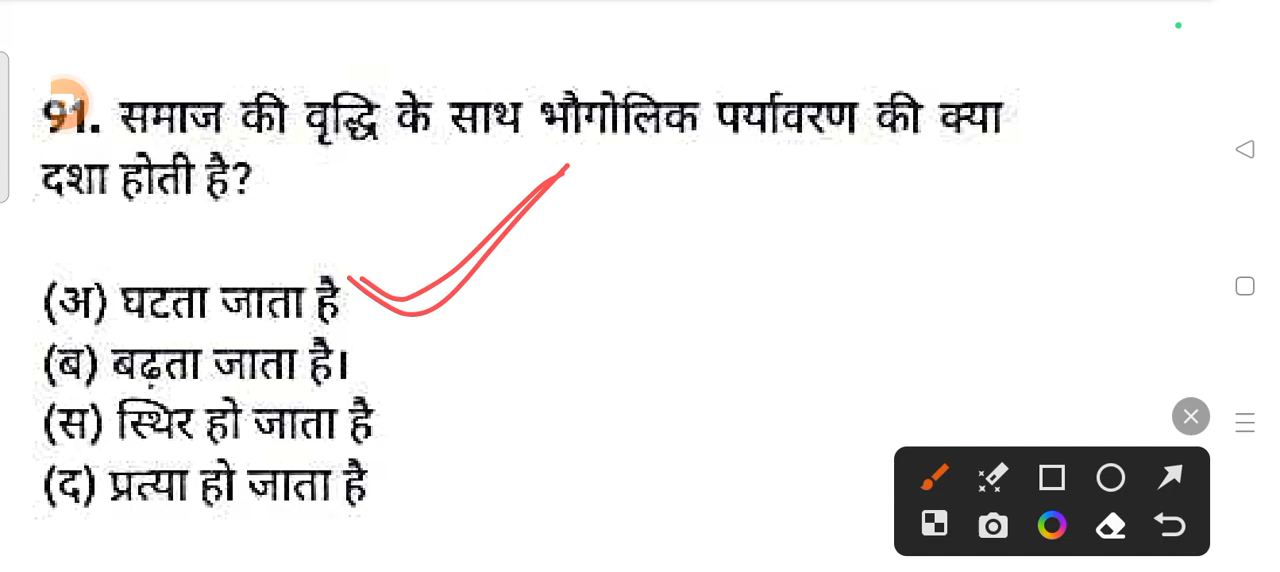 91. समाज की वृद्धि के साथ भौगोलिक पर्यावरण की क्या
दशा होती है?
(अ) घटता जाता है
(ब) बढ़ता जाता है।
(स) स्थिर हो जाता है
(द) प्रत्या हो जाता है